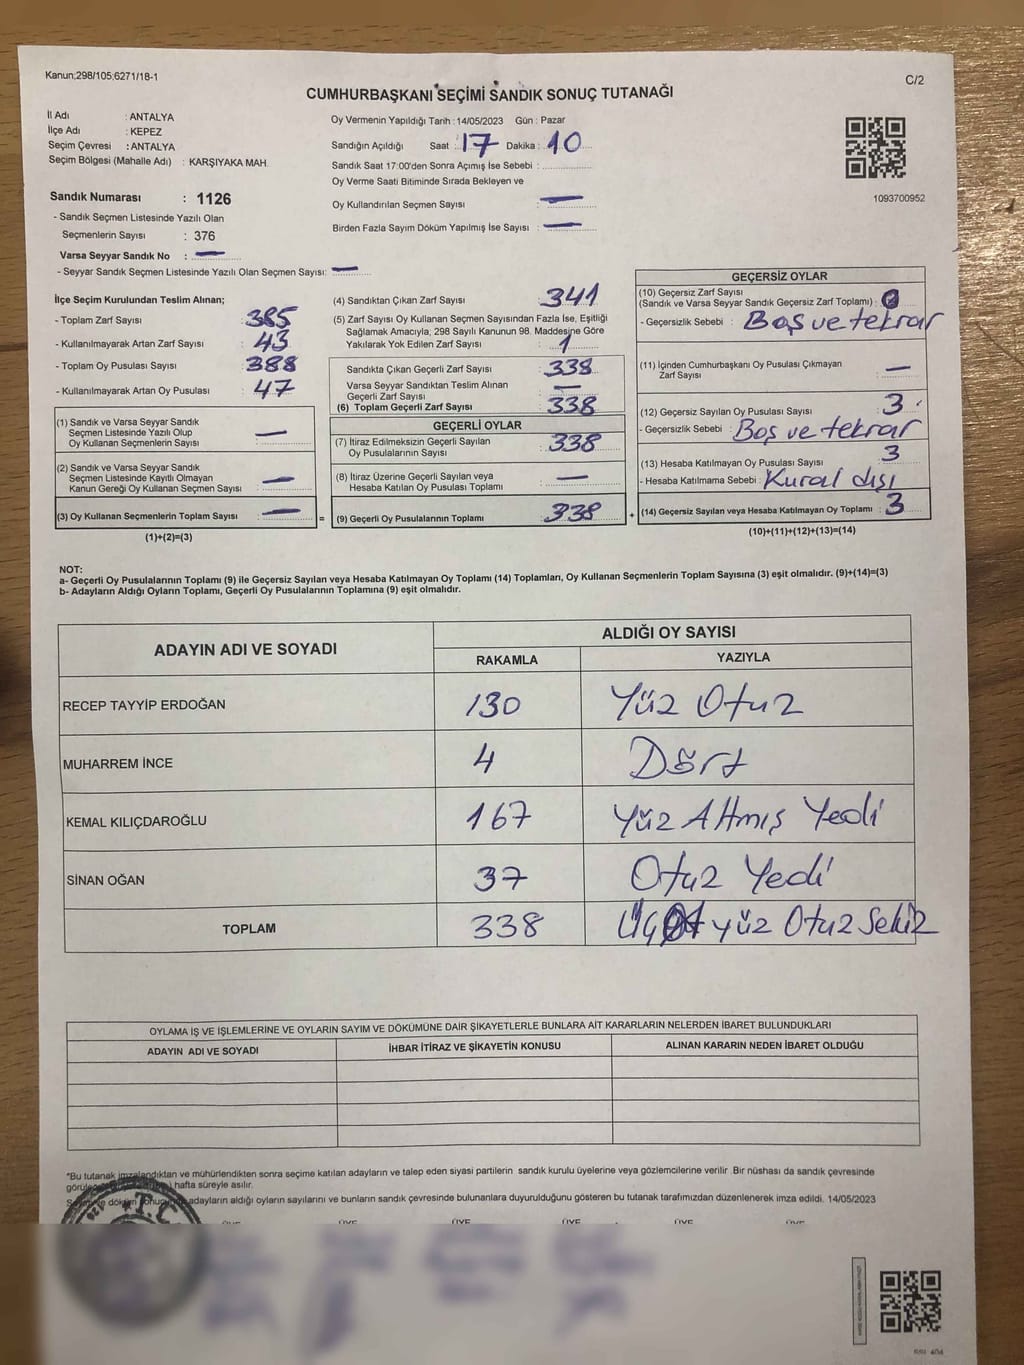 Kanun;298/105;6271/18-1
C/2
CUMHURBAŞKANI SEÇİMİ SANDIK SONUÇ TUTANAĞI
İl Adı : ANTALYA
İlçe Adı : KEPEZ
Seçim Çevresi : ANTALYA
Seçim Bölgesi (Mahalle Adı) : KARŞIYAKA MAH.
Sandık Numarası : 1126
- Sandık Seçmen Listesinde Yazılı Olan
Seçmenlerin Sayısı : 376
Varsa Seyyar Sandık No : —
- Seyyar Sandık Seçmen Listesinde Yazılı Olan Seçmen Sayısı: —
Oy Vermenin Yapıldığı Tarih : 14/05/2023 Gün : Pazar
Sandığın Açıldığı Saat : 17 Dakika : 10
Sandık Saat 17:00'den Sonra Açımış İse Sebebi :
Oy Verme Saati Bitiminde Sırada Bekleyen ve
Oy Kullandırılan Seçmen Sayısı : —
Birden Fazla Sayım Döküm Yapılmış İse Sayısı : —
1093700952
İlçe Seçim Kurulundan Teslim Alınan;
- Toplam Zarf Sayısı : 385
- Kullanılmayarak Artan Zarf Sayısı : 43
- Toplam Oy Pusulası Sayısı : 388
- Kullanılmayarak Artan Oy Pusulası : 47
(1) Sandık ve Varsa Seyyar Sandık
Seçmen Listesinde Yazılı Olup
Oy Kullanan Seçmenlerin Sayısı : —
(2) Sandık ve Varsa Seyyar Sandık
Seçmen Listesinde Kayıtlı Olmayan
Kanun Gereği Oy Kullanan Seçmen Sayısı : —
(3) Oy Kullanan Seçmenlerin Toplam Sayısı : —
(1)+(2)=(3)
(4) Sandıktan Çıkan Zarf Sayısı : 341
(5) Zarf Sayısı Oy Kullanan Seçmen Sayısından Fazla İse, Eşitliği
Sağlamak Amacıyla; 298 Sayılı Kanunun 98. Maddesine Göre
Yakılarak Yok Edilen Zarf Sayısı : 1
Sandıkta Çıkan Geçerli Zarf Sayısı : 338
Varsa Seyyar Sandıktan Teslim Alınan
Geçerli Zarf Sayısı : —
(6) Toplam Geçerli Zarf Sayısı : 338
GEÇERLİ OYLAR
(7) İtiraz Edilmeksizin Geçerli Sayılan
Oy Pusulalarının Sayısı : 338
(8) İtiraz Üzerine Geçerli Sayılan veya
Hesaba Katılan Oy Pusulası Toplamı : —
= (9) Geçerli Oy Pusulalarının Toplamı : 338
GEÇERSİZ OYLAR
(10) Geçersiz Zarf Sayısı
(Sandık ve Varsa Seyyar Sandık Geçersiz Zarf Toplamı) :
- Geçersizlik Sebebi : Boş ve tekrar
(11) İçinden Cumhurbaşkanı Oy Pusulası Çıkmayan
Zarf Sayısı : —
(12) Geçersiz Sayılan Oy Pusulası Sayısı : 3
- Geçersizlik Sebebi : Boş ve tekrar
(13) Hesaba Katılmayan Oy Pusulası Sayısı : 3
- Hesaba Katılmama Sebebi : Kural dışı
+ (14) Geçersiz Sayılan veya Hesaba Katılmayan Oy Toplamı : 3
(10)+(11)+(12)+(13)=(14)
NOT:
a- Geçerli Oy Pusulalarının Toplamı (9) ile Geçersiz Sayılan veya Hesaba Katılmayan Oy Toplamı (14) Toplamları, Oy Kullanan Seçmenlerin Toplam Sayısına (3) eşit olmalıdır. (9)+(14)=(3)
b- Adayların Aldığı Oyların Toplamı, Geçerli Oy Pusulalarının Toplamına (9) eşit olmalıdır.
ADAYIN ADI VE SOYADI ALDIĞI OY SAYISI
RAKAMLA YAZIYLA
RECEP TAYYİP ERDOĞAN 130 Yüz Otuz
MUHARREM İNCE 4 Dört
KEMAL KILIÇDAROĞLU 167 Yüz Altmış Yedi
SİNAN OĞAN 37 Otuz Yedi
TOPLAM 338 Üç yüz Otuz Sekiz
OYLAMA İŞ VE İŞLEMLERİNE VE OYLARIN SAYIM VE DÖKÜMÜNE DAİR ŞİKAYETLERLE BUNLARA AİT KARARLARIN NELERDEN İBARET BULUNDUKLARI
ADAYIN ADI VE SOYADI İHBAR İTİRAZ VE ŞİKAYETİN KONUSU ALINAN KARARIN NEDEN İBARET OLDUĞU
*Bu tutanak imzalandıktan ve mühürlendikten sonra seçime katılan adayların ve talep eden siyasi partilerin sandık kurulu üyelerine veya gözlemcilerine verilir. Bir nüshası da sandık çevresinde
hafta süreyle asılır.
adayların aldığı oyların sayılarını ve bunların sandık çevresinde bulunanlara duyurulduğunu gösteren bu tutanak tarafımızdan düzenlenerek imza edildi. 14/05/2023
T.C.
ÜYE ÜYE ÜYE ÜYE ÜYE ÜYE